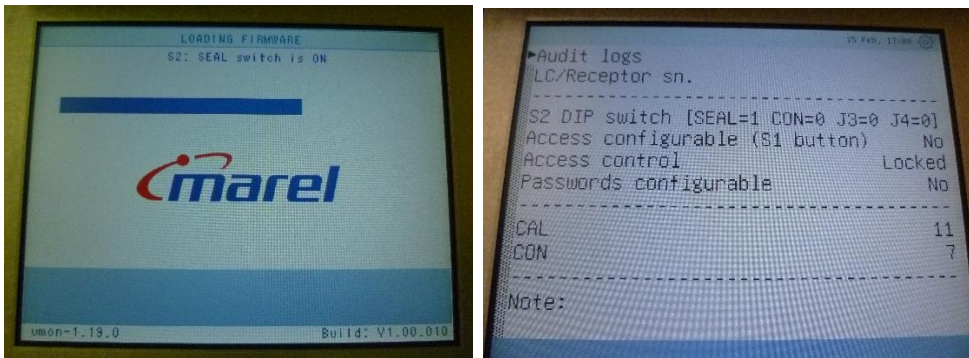 LOADING FIRMWARE
S2: SEAL switch is ON
marel
vmon-1.19.0 Build: V1.00.010
15 Feb, 17:00
▶Audit logs
LC/Receptor sn.
S2 DIP switch [SEAL=1 CON=0 J3=0 J4=0]
Access configurable (S1 button) No
Access control Locked
Passwords configurable No
CAL 11
CON 7
Note: